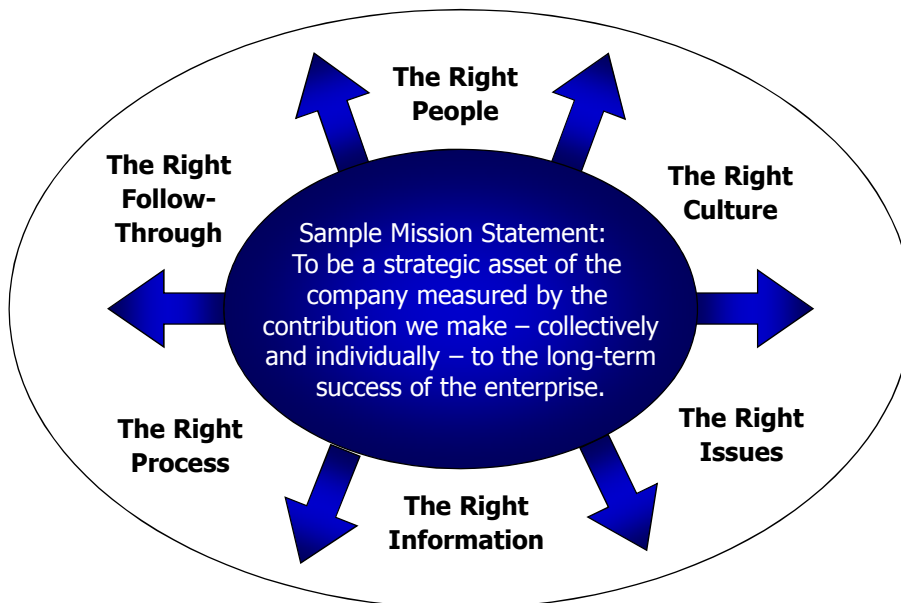 The Right
People
The Right
Culture
The Right
Issues
The Right
Information
The Right
Process
The Right
Follow-
Through
Sample Mission Statement:
To be a strategic asset of the
company measured by the
contribution we make – collectively
and individually – to the long-term
success of the enterprise.